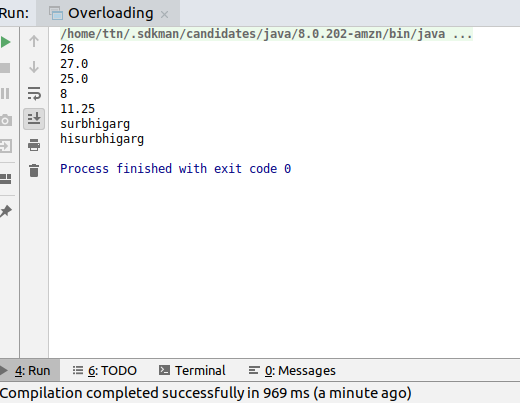 Run: Overloading ×
/home/ttn/.sdkman/candidates/java/8.0.202-amzn/bin/java ...
26
27.0
25.0
8
11.25
surbhigarg
hisurbhigarg
Process finished with exit code 0
4: Run 6: TODO Terminal 0: Messages
Compilation completed successfully in 969 ms (a minute ago)